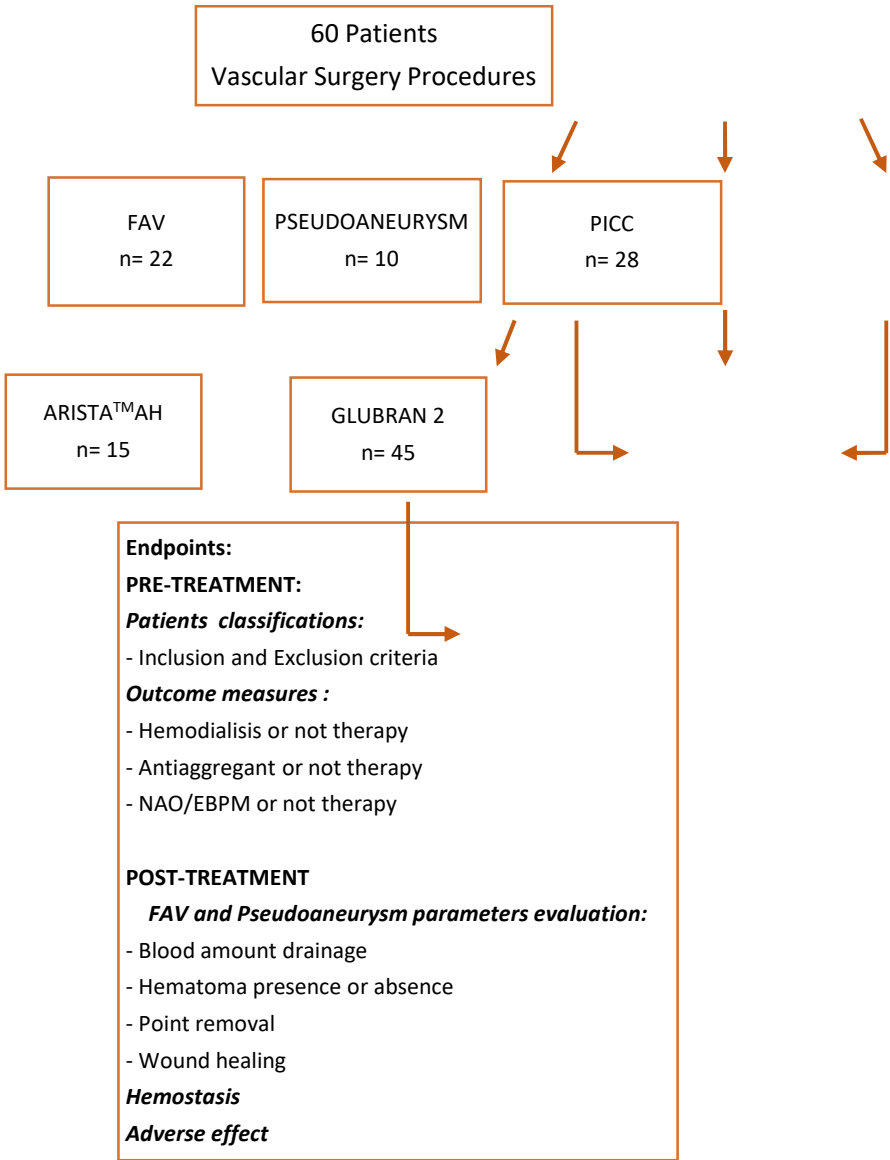 60 Patients
Vascular Surgery Procedures
FAV
n= 22
PSEUDOANEURYSM
n= 10
PICC
n= 28
ARISTA™AH
n= 15
GLUBRAN 2
n= 45
Endpoints:
PRE-TREATMENT:
Patients classifications:
- Inclusion and Exclusion criteria
Outcome measures :
- Hemodialisis or not therapy
- Antiaggregant or not therapy
- NAO/EBPM or not therapy
POST-TREATMENT
FAV and Pseudoaneurysm parameters evaluation:
- Blood amount drainage
- Hematoma presence or absence
- Point removal
- Wound healing
Hemostasis
Adverse effect